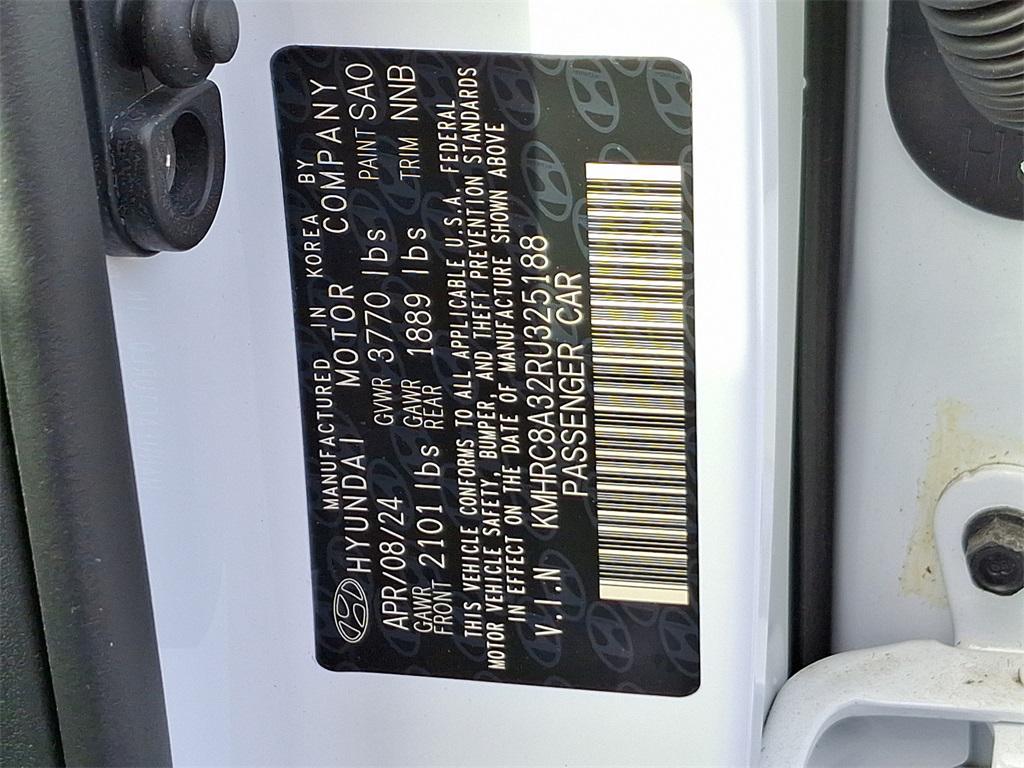 MANUFACTURED IN KOREA BY
HYUNDAI MOTOR COMPANY
APR/08/24 GVWR 3770 lbs PAINT SAO
GAWR FRONT 2101 lbs GAWR REAR 1889 lbs TRIM NNB
THIS VEHICLE CONFORMS TO ALL APPLICABLE U.S.A. FEDERAL
MOTOR VEHICLE SAFETY, BUMPER, AND THEFT PREVENTION STANDARDS
IN EFFECT ON THE DATE OF MANUFACTURE SHOWN ABOVE
V.I.N KMHRC8A32RU325188
PASSENGER CAR